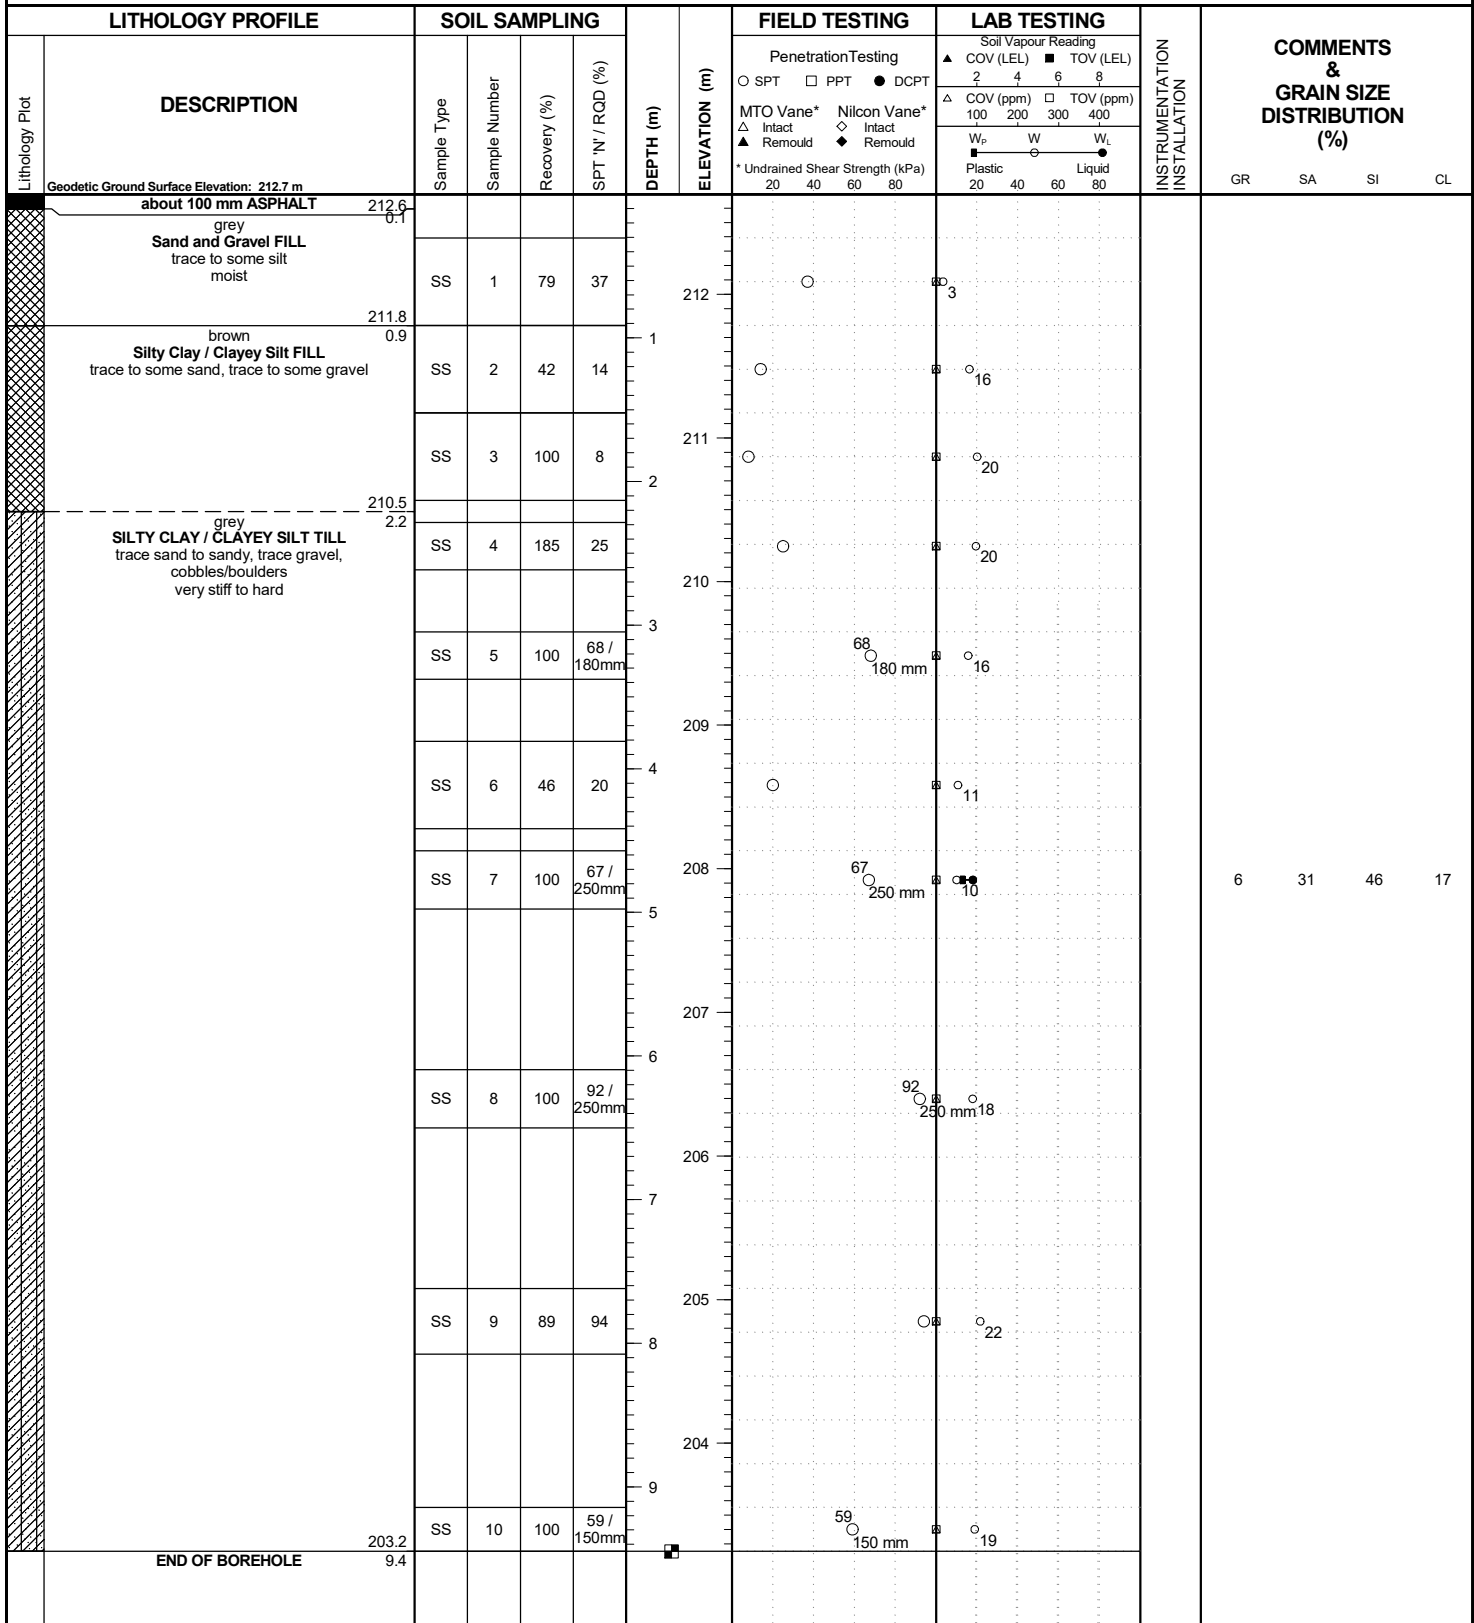 LITHOLOGY PROFILE
SOIL SAMPLING
FIELD TESTING
LAB TESTING
Lithology Plot
DESCRIPTION
Geodetic Ground Surface Elevation: 212.7 m
Sample Type
Sample Number
Recovery (%)
SPT 'N' / RQD (%)
DEPTH (m)
ELEVATION (m)
PenetrationTesting
SPT PPT DCPT
MTO Vane* Nilcon Vane*
Intact Intact
Remould Remould
* Undrained Shear Strength (kPa)
20 40 60 80
Soil Vapour Reading
COV (LEL) TOV (LEL)
2 4 6 8
COV (ppm) TOV (ppm)
100 200 300 400
WP W WL
Plastic Liquid
20 40 60 80
INSTRUMENTATION
INSTALLATION
COMMENTS
&
GRAIN SIZE
DISTRIBUTION
(%)
GR SA SI CL
about 100 mm ASPHALT 212.6
0.1
grey
Sand and Gravel FILL
trace to some silt
moist
SS 1 79 37
212
3
211.8
brown 0.9
1
Silty Clay / Clayey Silt FILL
trace to some sand, trace to some gravel
SS 2 42 14
16
211
SS 3 100 8
20
2
210.5
grey 2.2
SILTY CLAY / CLAYEY SILT TILL
trace sand to sandy, trace gravel,
cobbles/boulders
very stiff to hard
SS 4 185 25
20
210
3
SS 5 100 68 /
180mm
68
180 mm
16
209
4
SS 6 46 20
11
208
SS 7 100 67 /
250mm
67
250 mm
10
6 31 46 17
5
207
6
SS 8 100 92 /
250mm
92
250 mm
18
206
7
205
SS 9 89 94
22
8
204
9
SS 10 100 59 /
150mm
59
150 mm
19
203.2
END OF BOREHOLE 9.4